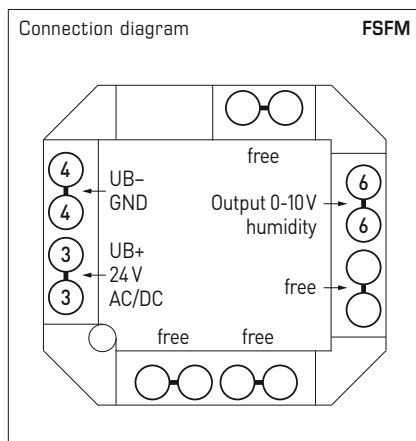 Connection diagram FSFM
free
4
4
UB–
GND
Output 0-10 V
humidity
6
6
3
3
UB+
24 V
AC/DC
free
free free